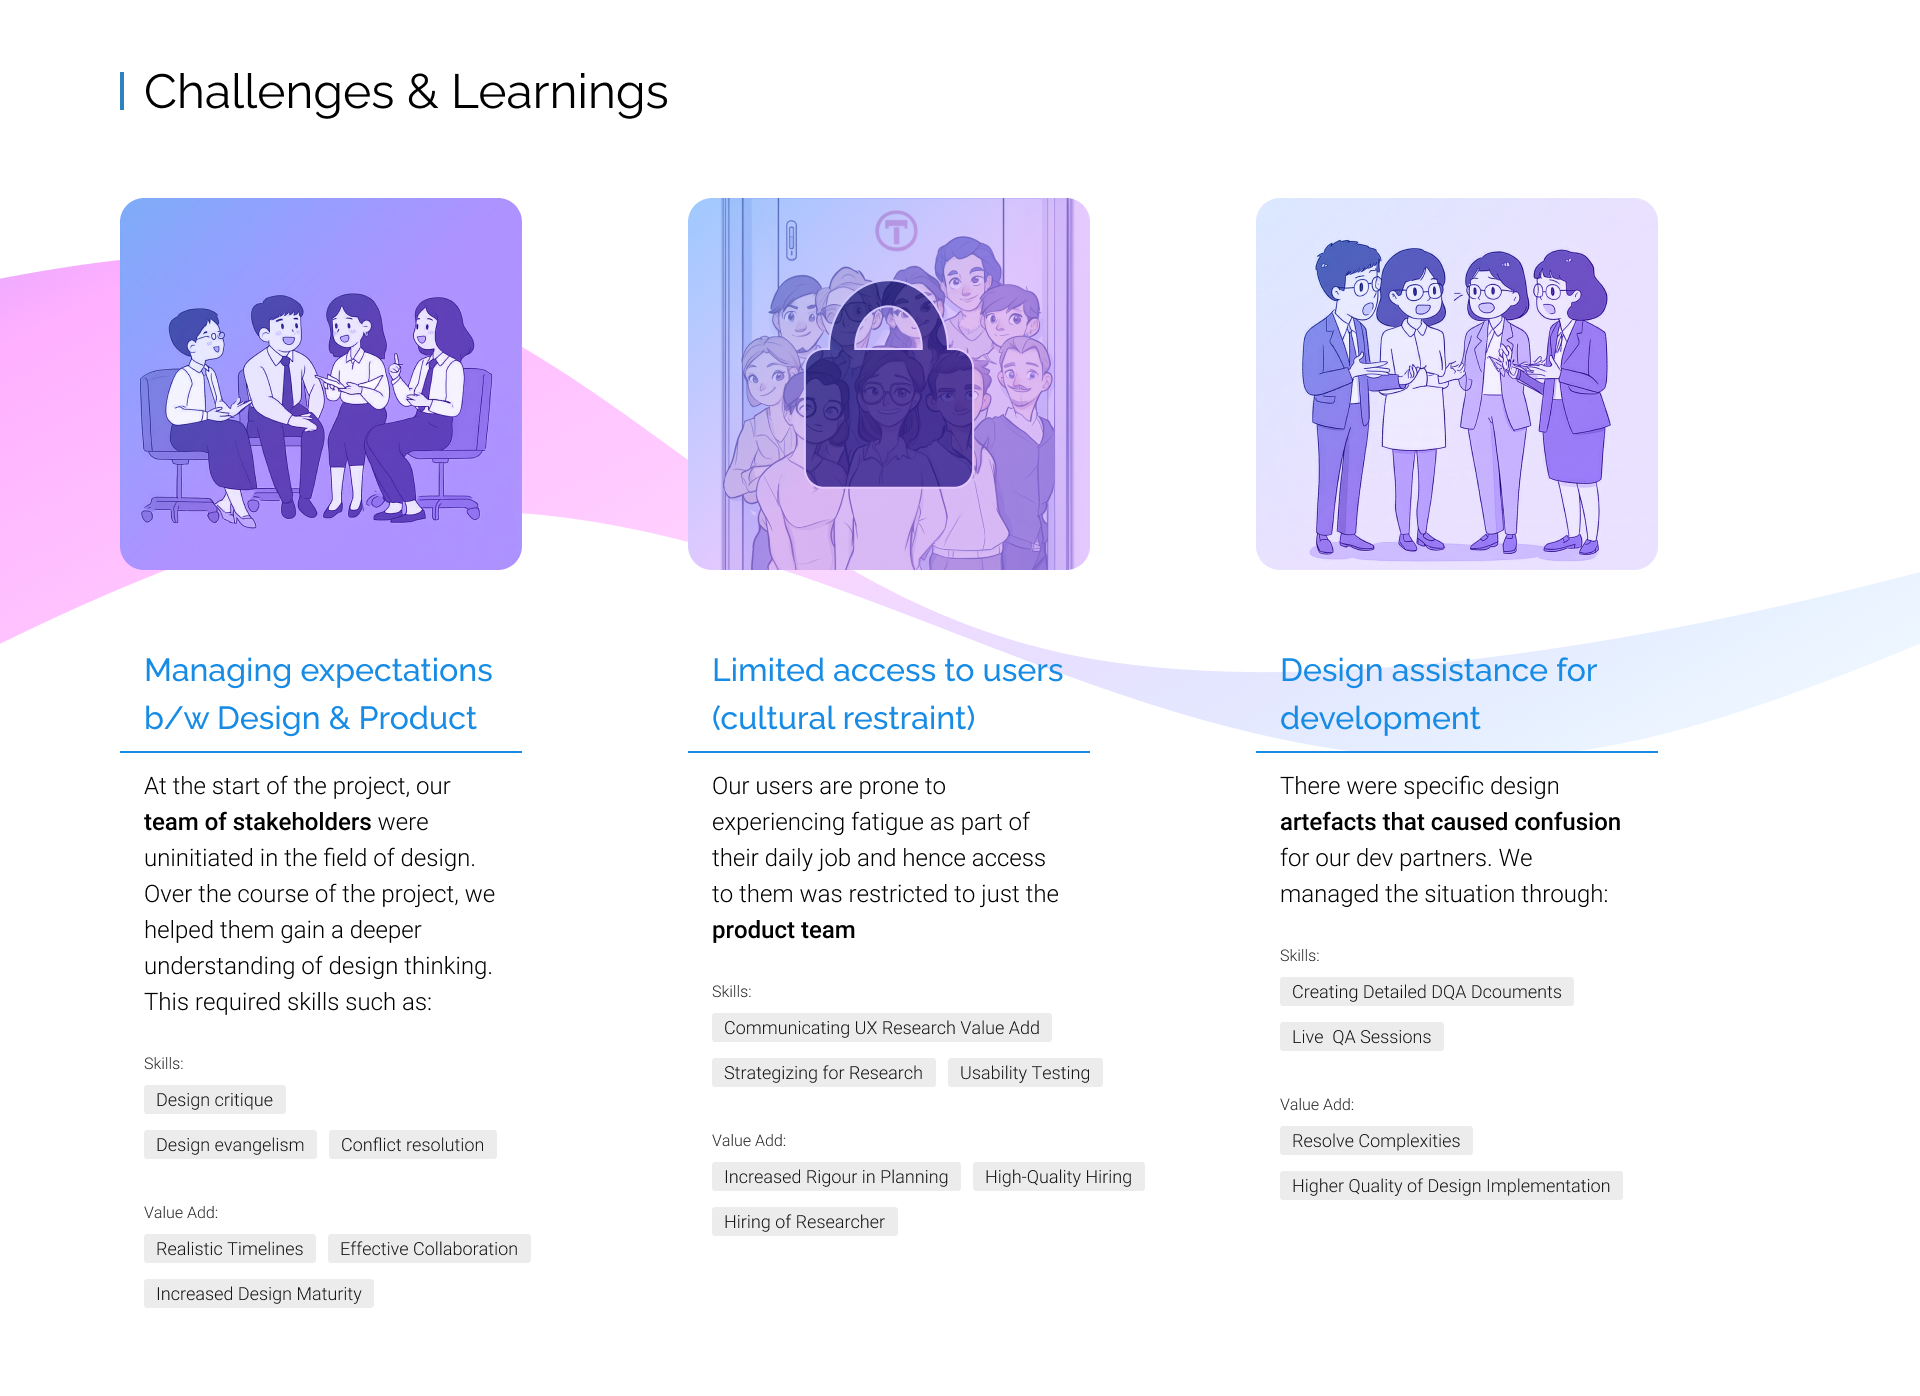 Challenges & Learnings
T
Managing expectations
b/w Design & Product
At the start of the project, our
team of stakeholders were
uninitiated in the field of design.
Over the course of the project, we
helped them gain a deeper
understanding of design thinking.
This required skills such as:
Skills:
Design critique
Design evangelism Conflict resolution
Value Add:
Realistic Timelines Effective Collaboration
Increased Design Maturity
Limited access to users
(cultural restraint)
Our users are prone to
experiencing fatigue as part of
their daily job and hence access
to them was restricted to just the
product team
Skills:
Communicating UX Research Value Add
Strategizing for Research Usability Testing
Value Add:
Increased Rigour in Planning High-Quality Hiring
Hiring of Researcher
Design assistance for
development
There were specific design
artefacts that caused confusion
for our dev partners. We
managed the situation through:
Skills:
Creating Detailed DQA Dcouments
Live  QA Sessions
Value Add:
Resolve Complexities
Higher Quality of Design Implementation